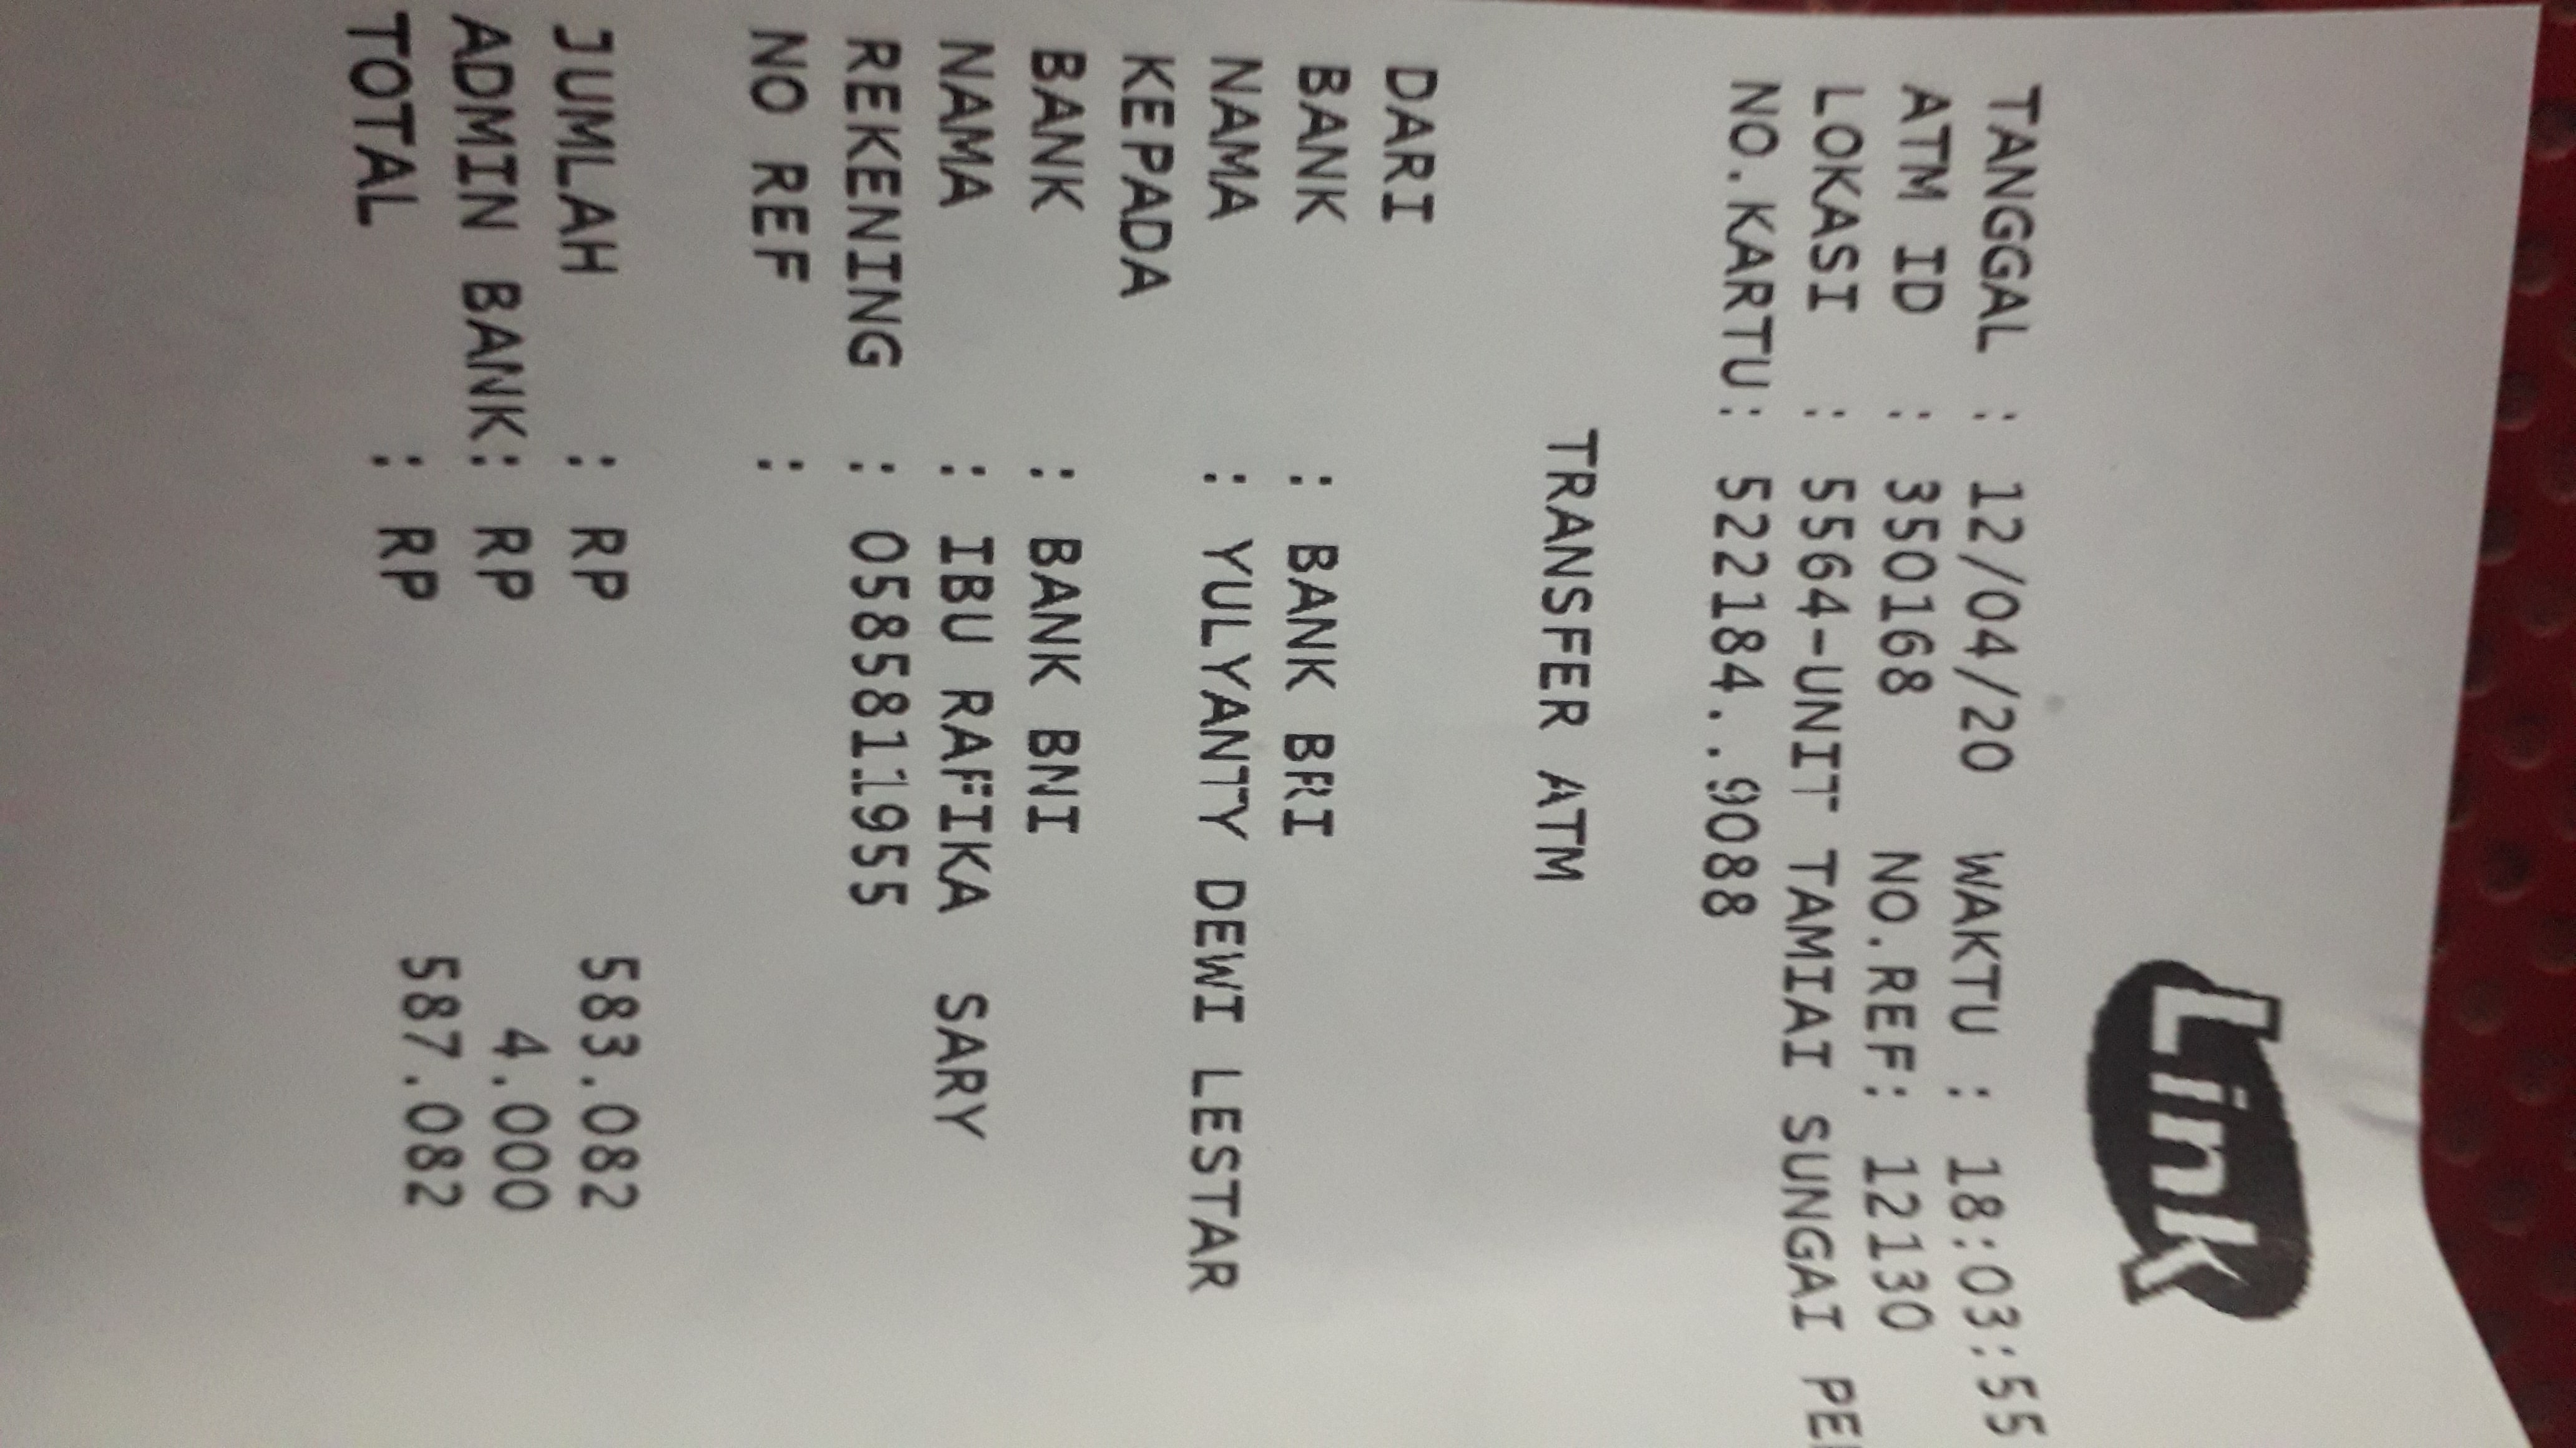 Link
TANGGAL : 12/04/20 WAKTU : 18:03:55
ATM ID : 350168 NO.REF: 12130
LOKASI : 5564-UNIT TAMIAI SUNGAI
NO.KARTU: 522184..9088
TRANSFER ATM
DARI
BANK : BANK BRI
NAMA : YULYANTY DEWI LESTAR
KEPADA
BANK : BANK BNI
NAMA : IBU RAFIKA SARY
REKENING : 0585811955
NO REF :
JUMLAH : RP 583.082
ADMIN BANK: RP 4.000
TOTAL : RP 587.082